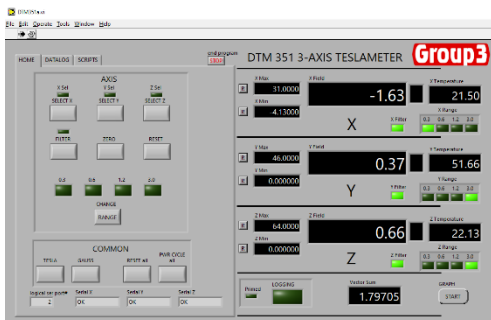 DTM351a.vi
File Edit Operate Tools Window Help
HOME DATALOG SCRIPTS
end program
STOP
DTM 351 3-AXIS TESLAMETER Group3
AXIS
X Sel Y Sel Z Sel
SELECT X SELECT Y SELECT Z
FILTER ZERO RESET
0.3 0.6 1.2 3.0
CHANGE
RANGE
COMMON
TESLA GAUSS RESET all PWR CYCLE all
logical ser port# Serial X Serial Y Serial Z
2 OK OK OK
X Max X Field X Temperature
R 31.0000 -1.63 21.50
X Min X Range
R 4.13000 X X Filter 0.3 0.6 1.2 3.0
Y Max Y Field Y Temperature
R 46.0000 0.37 51.66
Y Min Y Range
R 0.000000 Y Y Filter 0.3 0.6 1.2 3.0
Z Max Z Field Z Temperature
R 64.0000 0.66 22.13
Z Min Z Range
R 0.000000 Z Z Filter 0.3 0.6 1.2 3.0
LOGGING Vector Sum GRAPH
1.79705 START